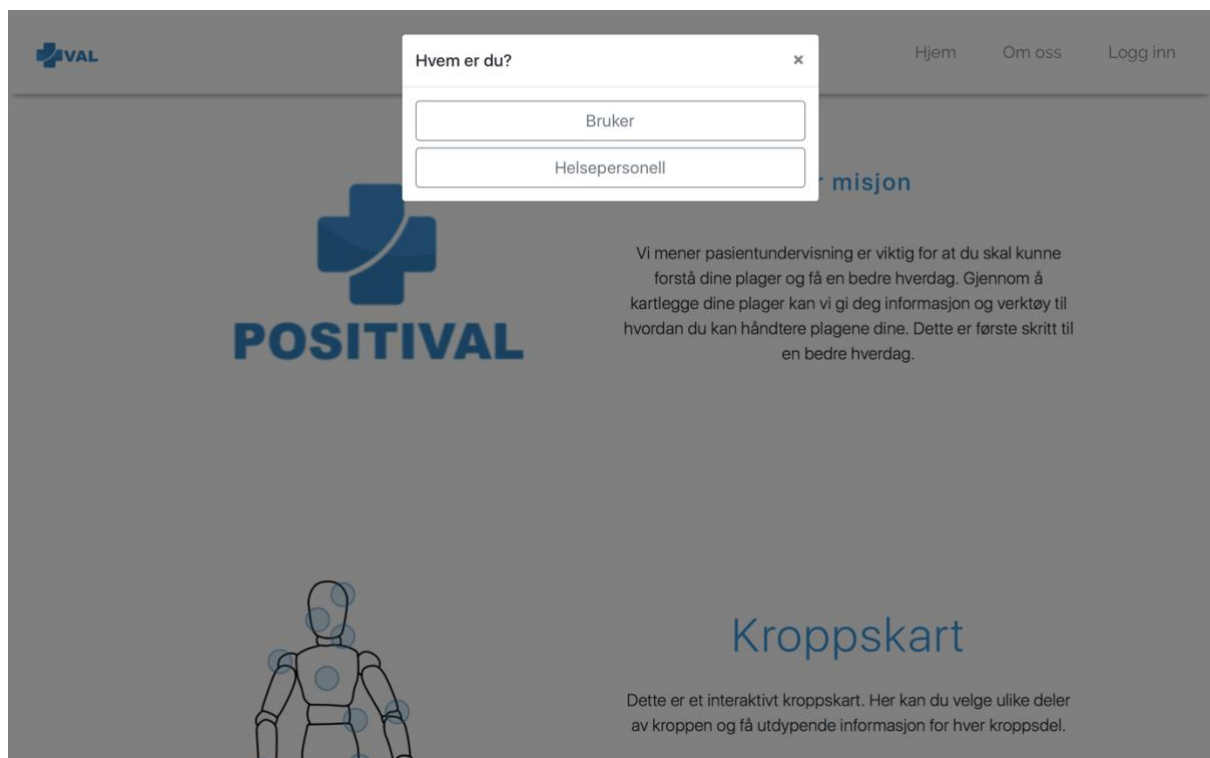 VAL
Hjem
Om oss
Logg inn
Hvem er du?
×
Bruker
Helsepersonell
misjon
Vi mener pasientundervisning er viktig for at du skal kunne
forstå dine plager og få en bedre hverdag. Gjennom å
kartlegge dine plager kan vi gi deg informasjon og verktøy til
hvordan du kan håndtere plagene dine. Dette er første skritt til
en bedre hverdag.
POSITIVAL
Kroppskart
Dette er et interaktivt kroppskart. Her kan du velge ulike deler
av kroppen og få utdypende informasjon for hver kroppsdel.